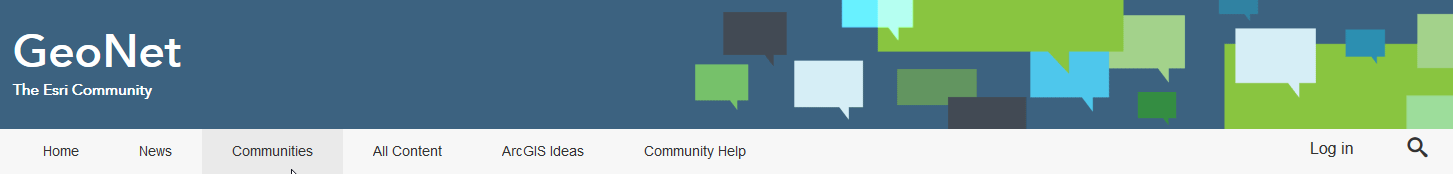 GeoNet
The Esri Community
Home News Communities All Content ArcGIS Ideas Community Help Log in